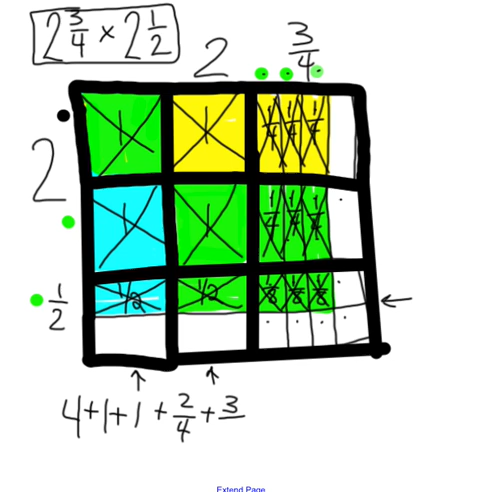 2 3/4 × 2 1/2
2 3/4
2
1 1 1/4 1/4 1/4
1 1 1/4 1/4 1/4
1/2
1/2 1/2 1/8 1/8 1/8
4+1+1+2/4+3
Extend Page